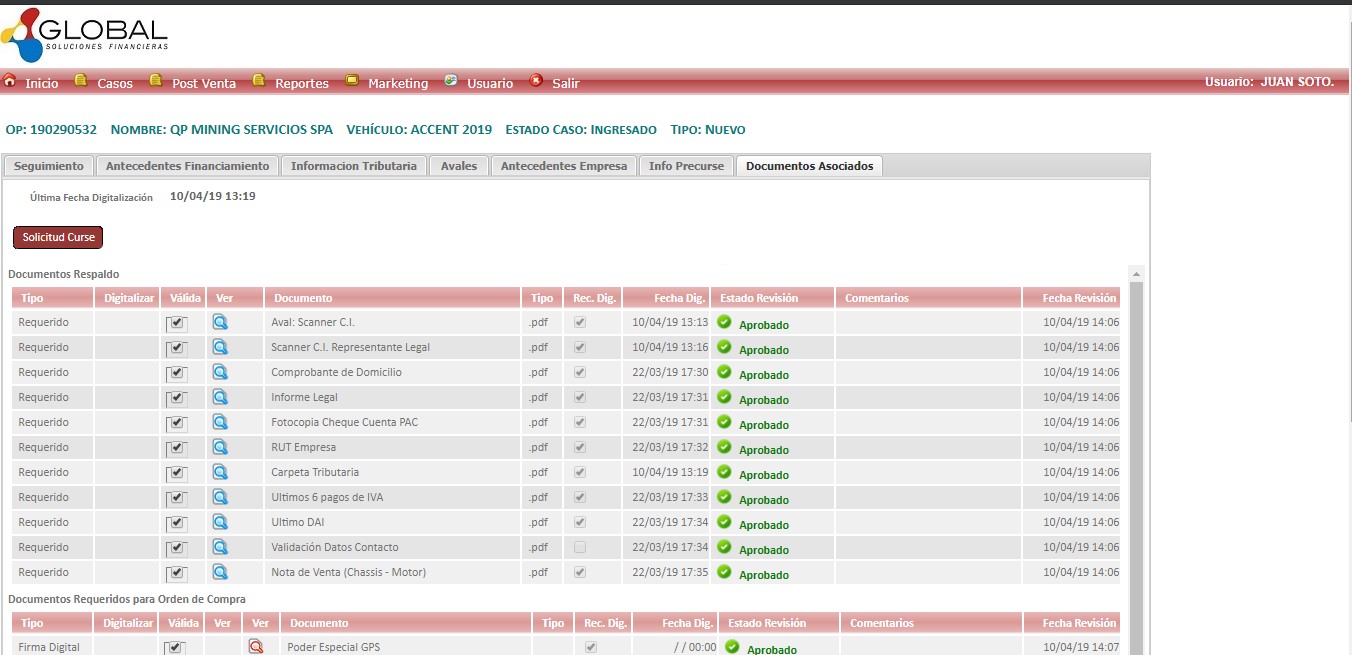 GLOBAL
SOLUCIONES FINANCIERAS
Inicio Casos Post Venta Reportes Marketing Usuario Salir Usuario: JUAN SOTO.
OP: 190290532 NOMBRE: QP MINING SERVICIOS SPA VEHÍCULO: ACCENT 2019 ESTADO CASO: INGRESADO TIPO: NUEVO
Seguimiento Antecedentes Financiamiento Informacion Tributaria Avales Antecedentes Empresa Info Precurse Documentos Asociados
Última Fecha Digitalización 10/04/19 13:19
Solicitud Curse
Documentos Respaldo
Tipo Digitalizar Válida Ver Documento Tipo Rec. Dig. Fecha Dig. Estado Revisión Comentarios Fecha Revisión
Requerido Aval: Scanner C.I. .pdf 10/04/19 13:13 Aprobado 10/04/19 14:06
Requerido Scanner C.I. Representante Legal .pdf 10/04/19 13:16 Aprobado 10/04/19 14:06
Requerido Comprobante de Domicilio .pdf 22/03/19 17:30 Aprobado 10/04/19 14:06
Requerido Informe Legal .pdf 22/03/19 17:31 Aprobado 10/04/19 14:06
Requerido Fotocopia Cheque Cuenta PAC .pdf 22/03/19 17:31 Aprobado 10/04/19 14:06
Requerido RUT Empresa .pdf 22/03/19 17:32 Aprobado 10/04/19 14:06
Requerido Carpeta Tributaria .pdf 10/04/19 13:19 Aprobado 10/04/19 14:06
Requerido Ultimos 6 pagos de IVA .pdf 22/03/19 17:33 Aprobado 10/04/19 14:06
Requerido Ultimo DAI .pdf 22/03/19 17:34 Aprobado 10/04/19 14:06
Requerido Validación Datos Contacto .pdf 22/03/19 17:34 Aprobado 10/04/19 14:06
Requerido Nota de Venta (Chassis - Motor) .pdf 22/03/19 17:35 Aprobado 10/04/19 14:06
Documentos Requeridos para Orden de Compra
Tipo Digitalizar Válida Ver Ver Documento Tipo Rec. Dig. Fecha Dig. Estado Revisión Comentarios Fecha Revisión
Firma Digital Poder Especial GPS / / 00:00 Aprobado 10/04/19 14:07